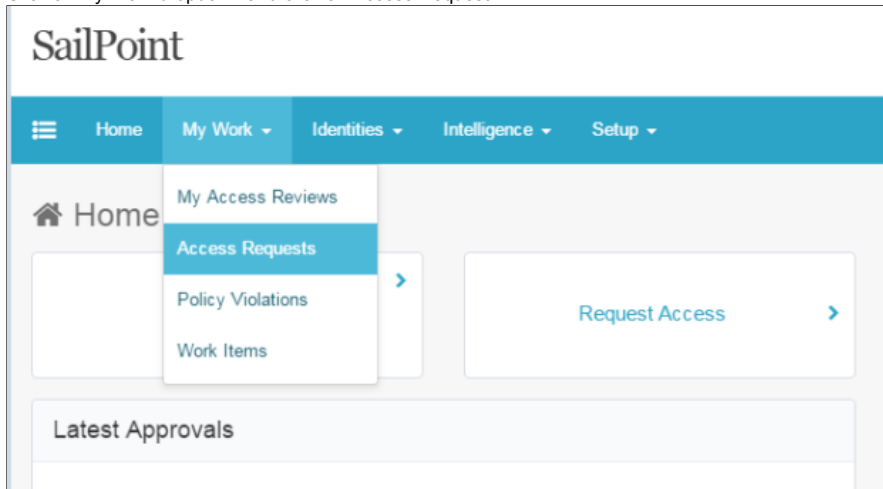 SailPoint
Home My Work Identities Intelligence Setup
My Access Reviews
Home
Access Requests
Policy Violations
Request Access
Work Items
Latest Approvals